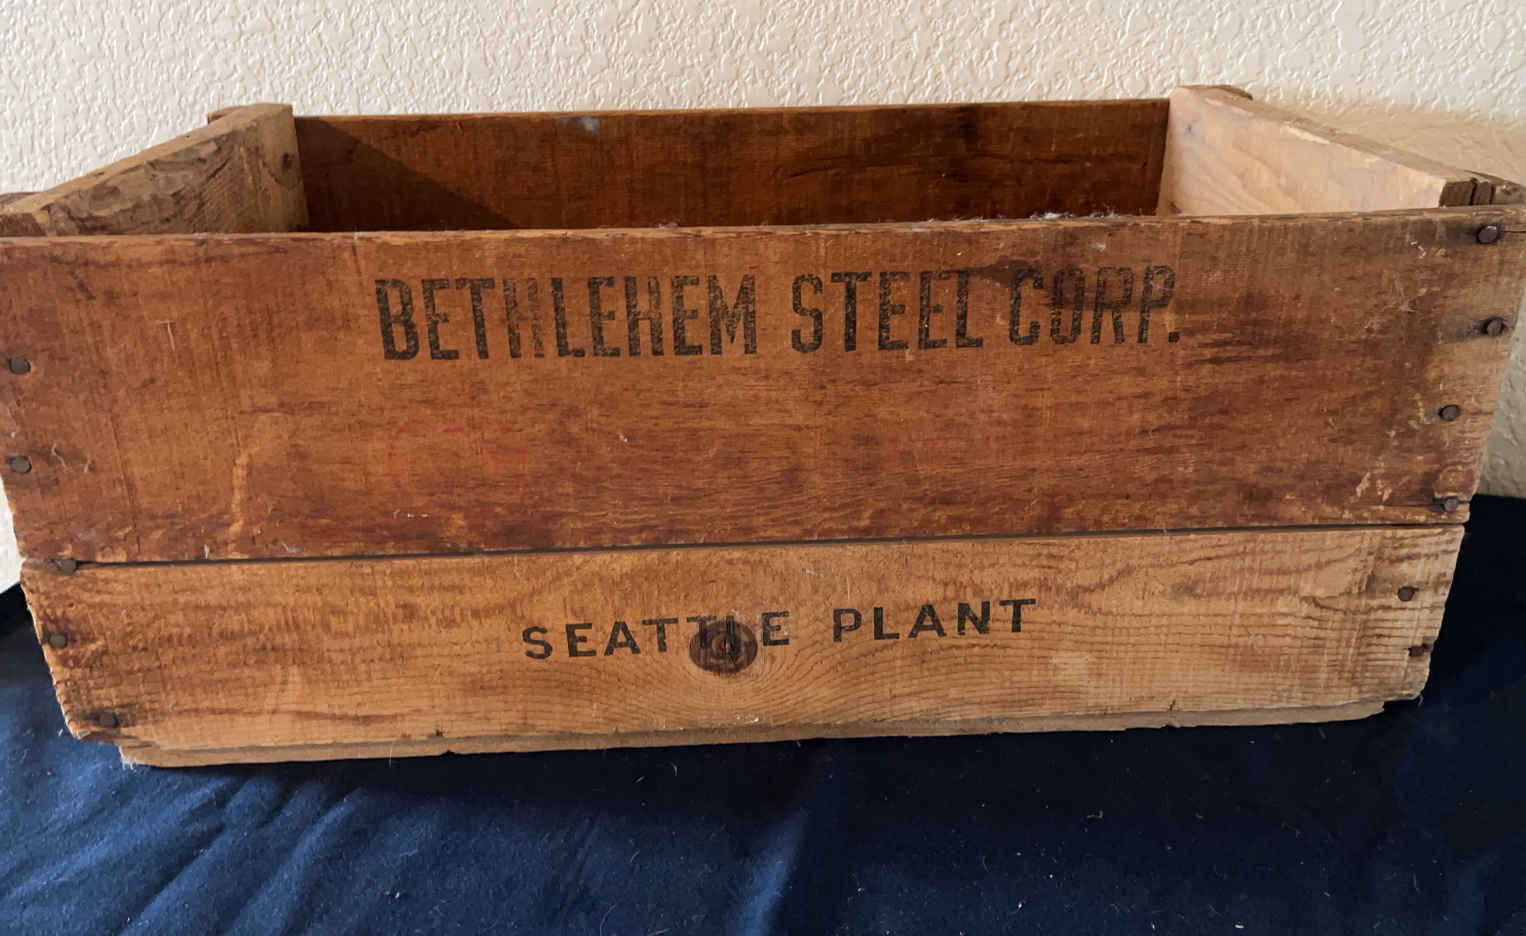 BETHLEHEM STEEL CORP.
SEATTLE PLANT